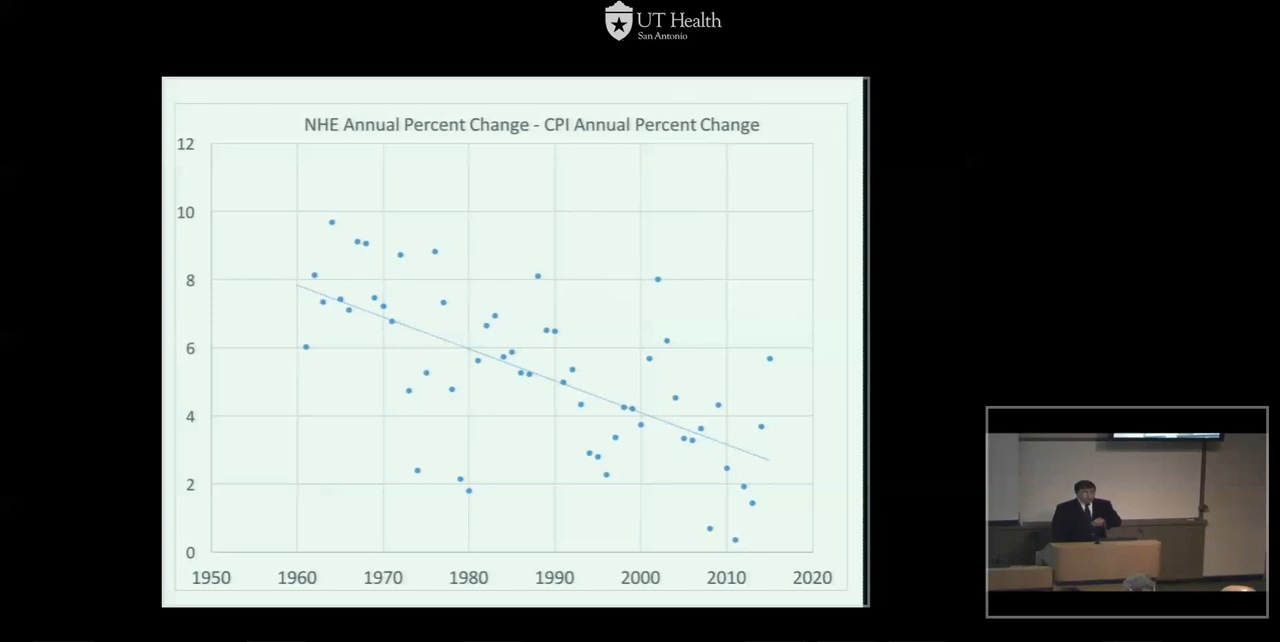 UT Health
San Antonio
NHE Annual Percent Change - CPI Annual Percent Change
12
10
8
6
4
2
0
1950 1960 1970 1980 1990 2000 2010 2020